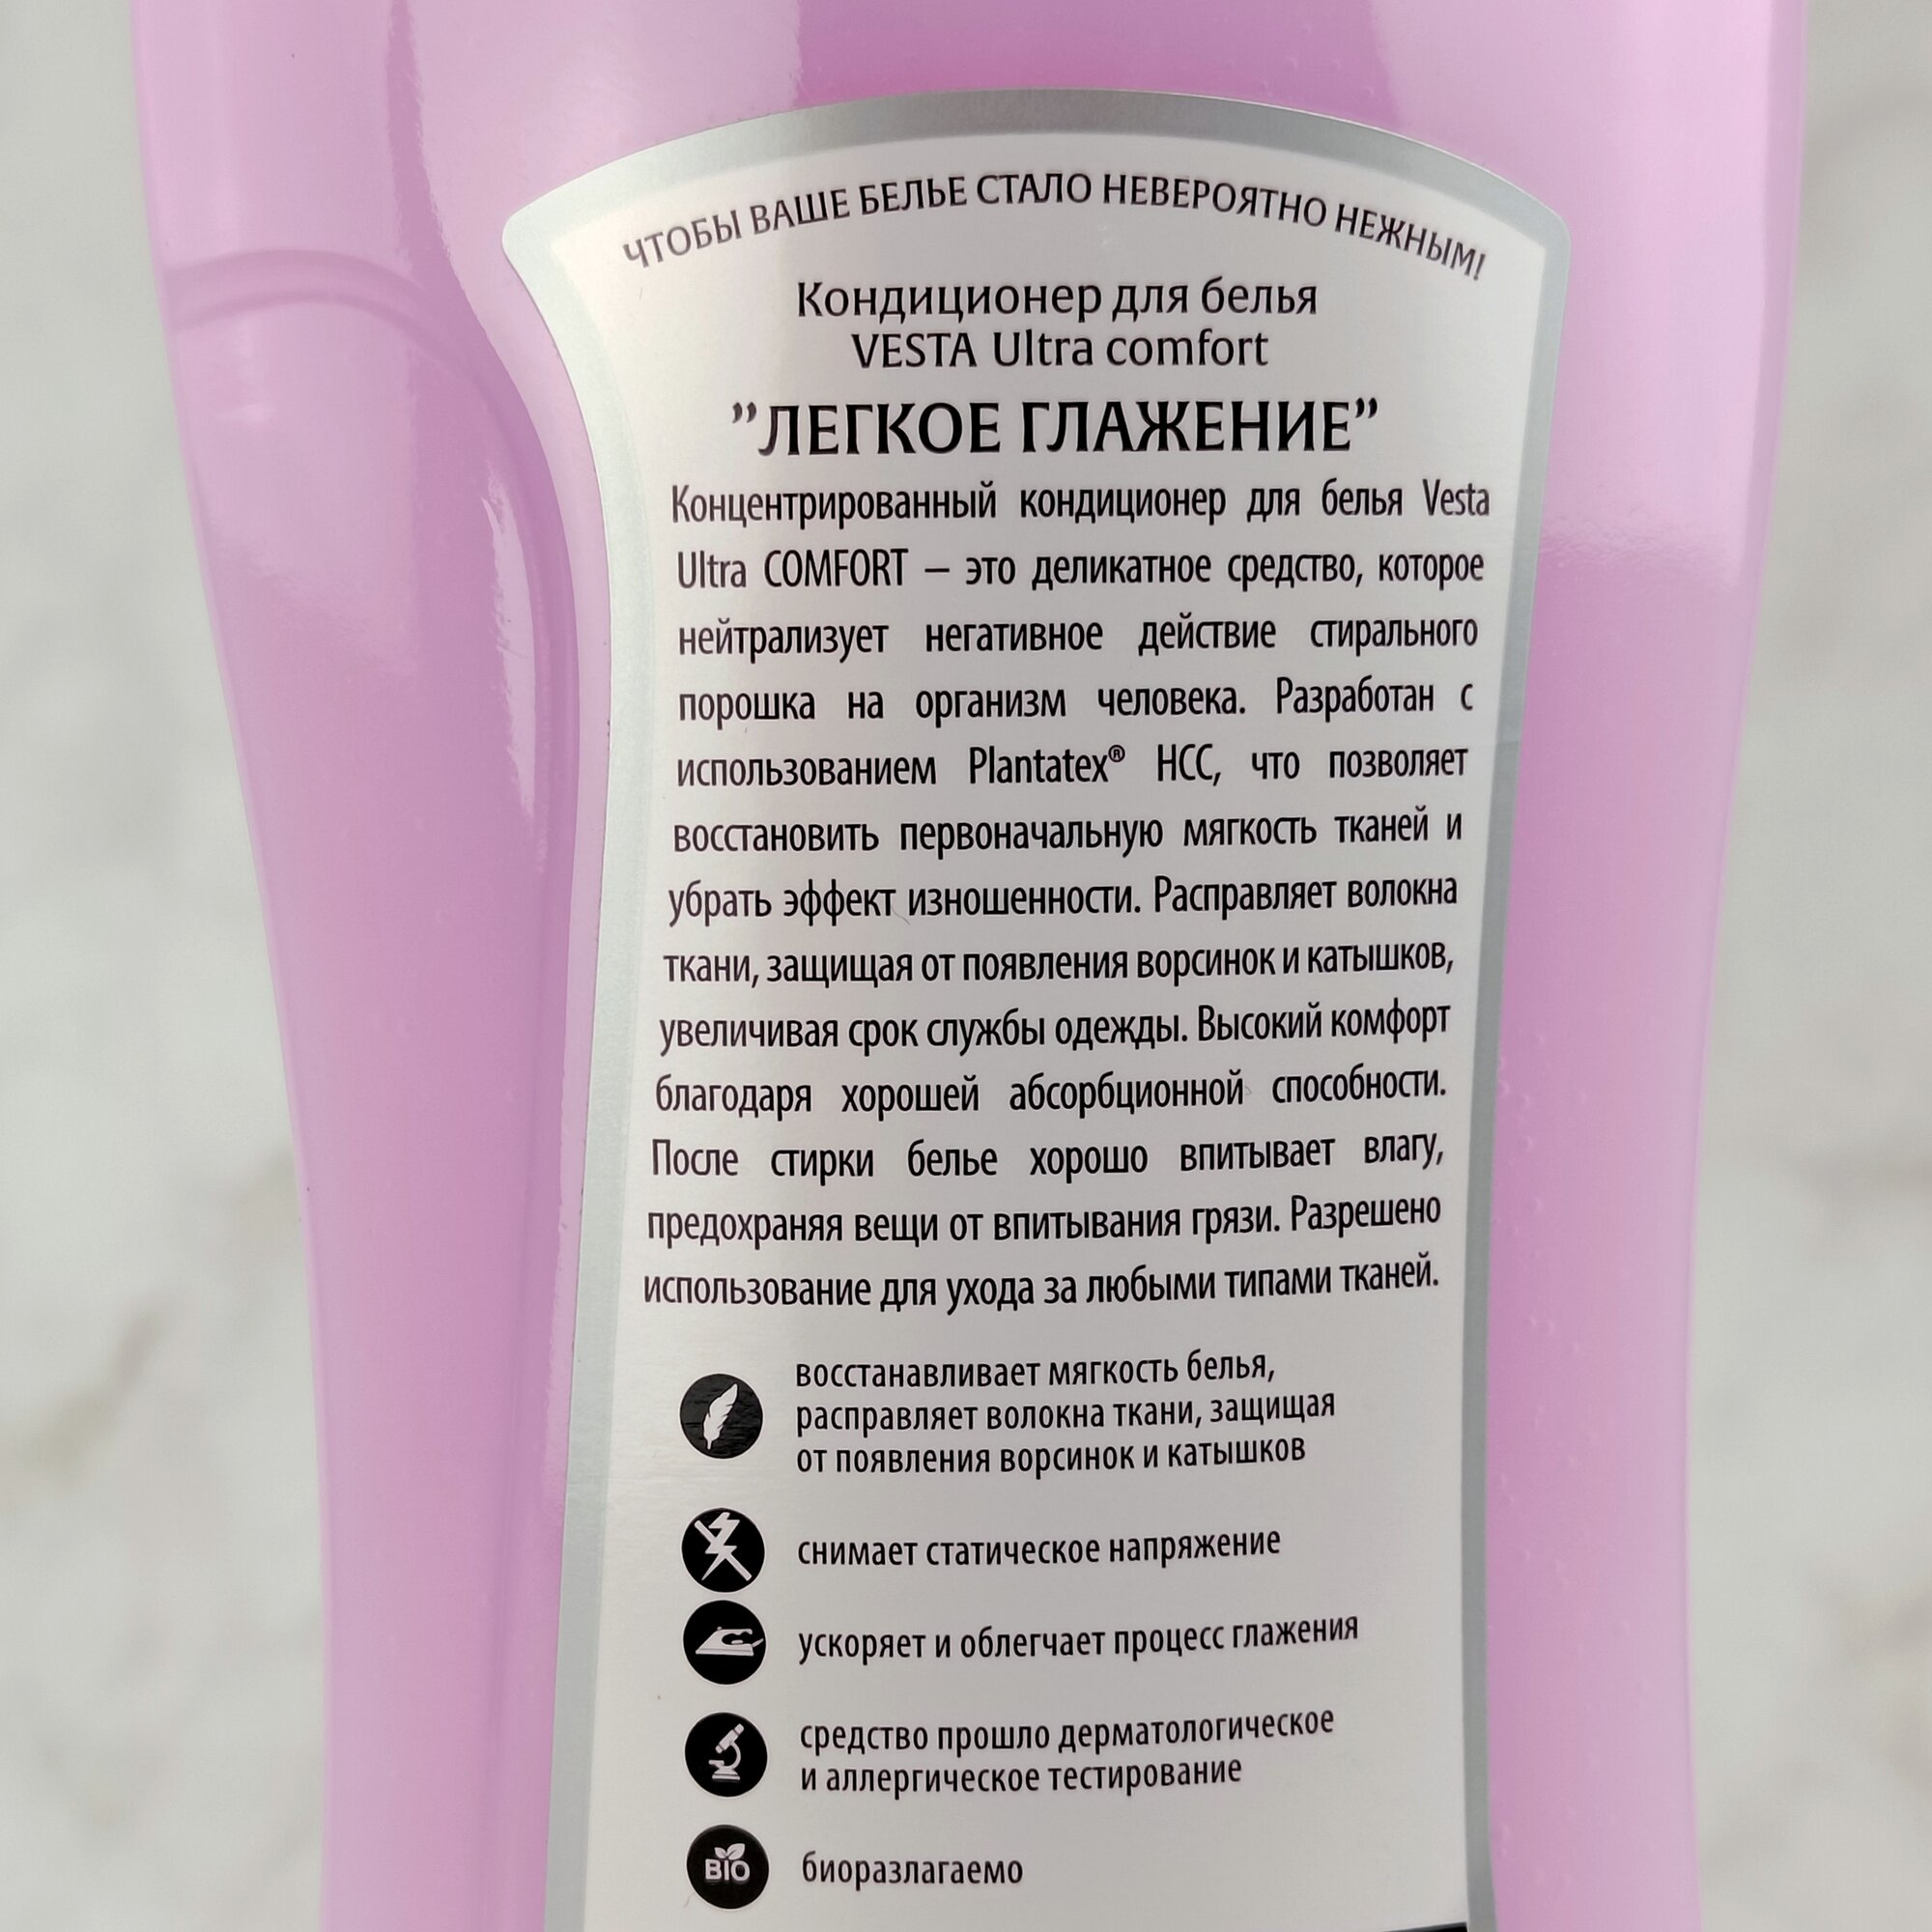 ЧТОБЫ ВАШЕ БЕЛЬЕ СТАЛО НЕВЕРОЯТНО НЕЖНЫМ!
Кондиционер для белья
VESTA Ultra comfort
”ЛЕГКОЕ ГЛАЖЕНИЕ”
Концентрированный кондиционер для белья Vesta
Ultra COMFORT – это деликатное средство, которое
нейтрализует негативное действие стирального
порошка на организм человека. Разработан с
использованием Plantatex® HCC, что позволяет
восстановить первоначальную мягкость тканей и
убрать эффект изношенности. Расправляет волокна
ткани, защищая от появления ворсинок и катышков,
увеличивая срок службы одежды. Высокий комфорт
благодаря хорошей абсорбционной способности.
После стирки белье хорошо впитывает влагу,
предохраняя вещи от впитывания грязи. Разрешено
использование для ухода за любыми типами тканей.
восстанавливает мягкость белья,
расправляет волокна ткани, защищая
от появления ворсинок и катышков
снимает статическое напряжение
ускоряет и облегчает процесс глажения
средство прошло дерматологическое
и аллергическое тестирование
BIO биоразлагаемо